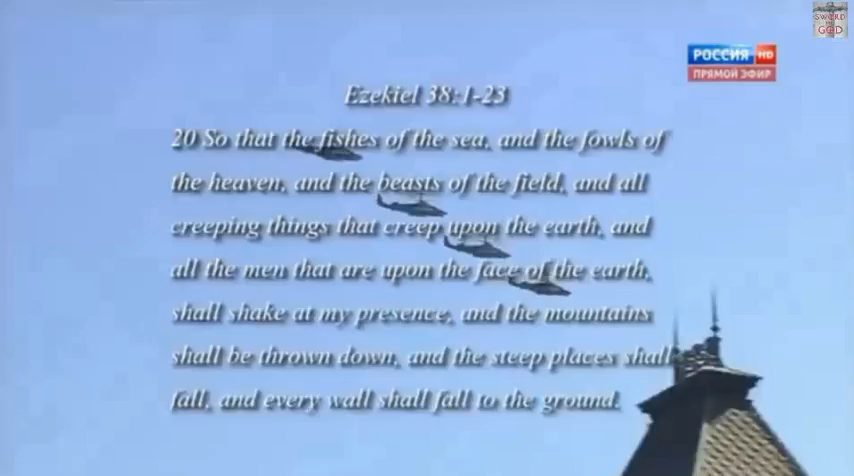 SWORD
OF
GOD
РОССИЯ HD
ПРЯМОЙ ЭФИР
Ezekiel 38:1-23
20 So that the fishes of the sea, and the fowls of
the heaven, and the beasts of the field, and all
creeping things that creep upon the earth, and
all the men that are upon the face of the earth,
shall shake at my presence, and the mountains
shall be thrown down, and the steep places shall
fall, and every wall shall fall to the ground.